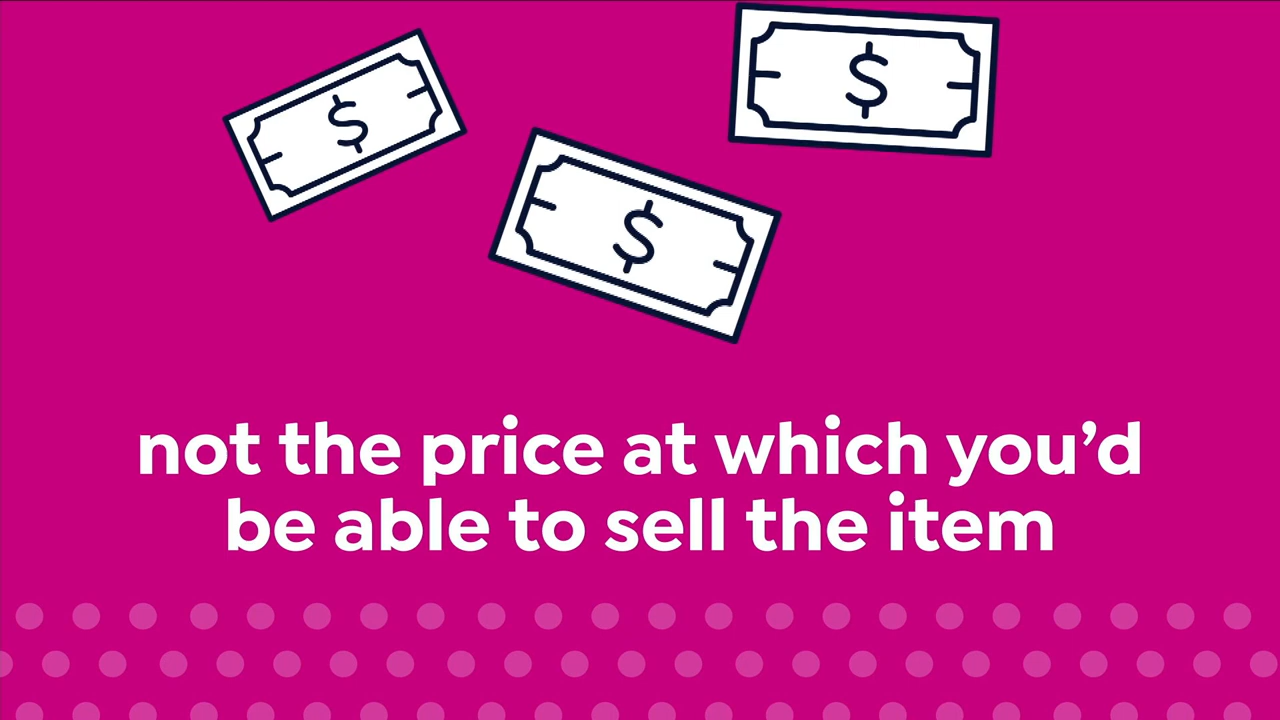 $
$
$
not the price at which you’d
be able to sell the item